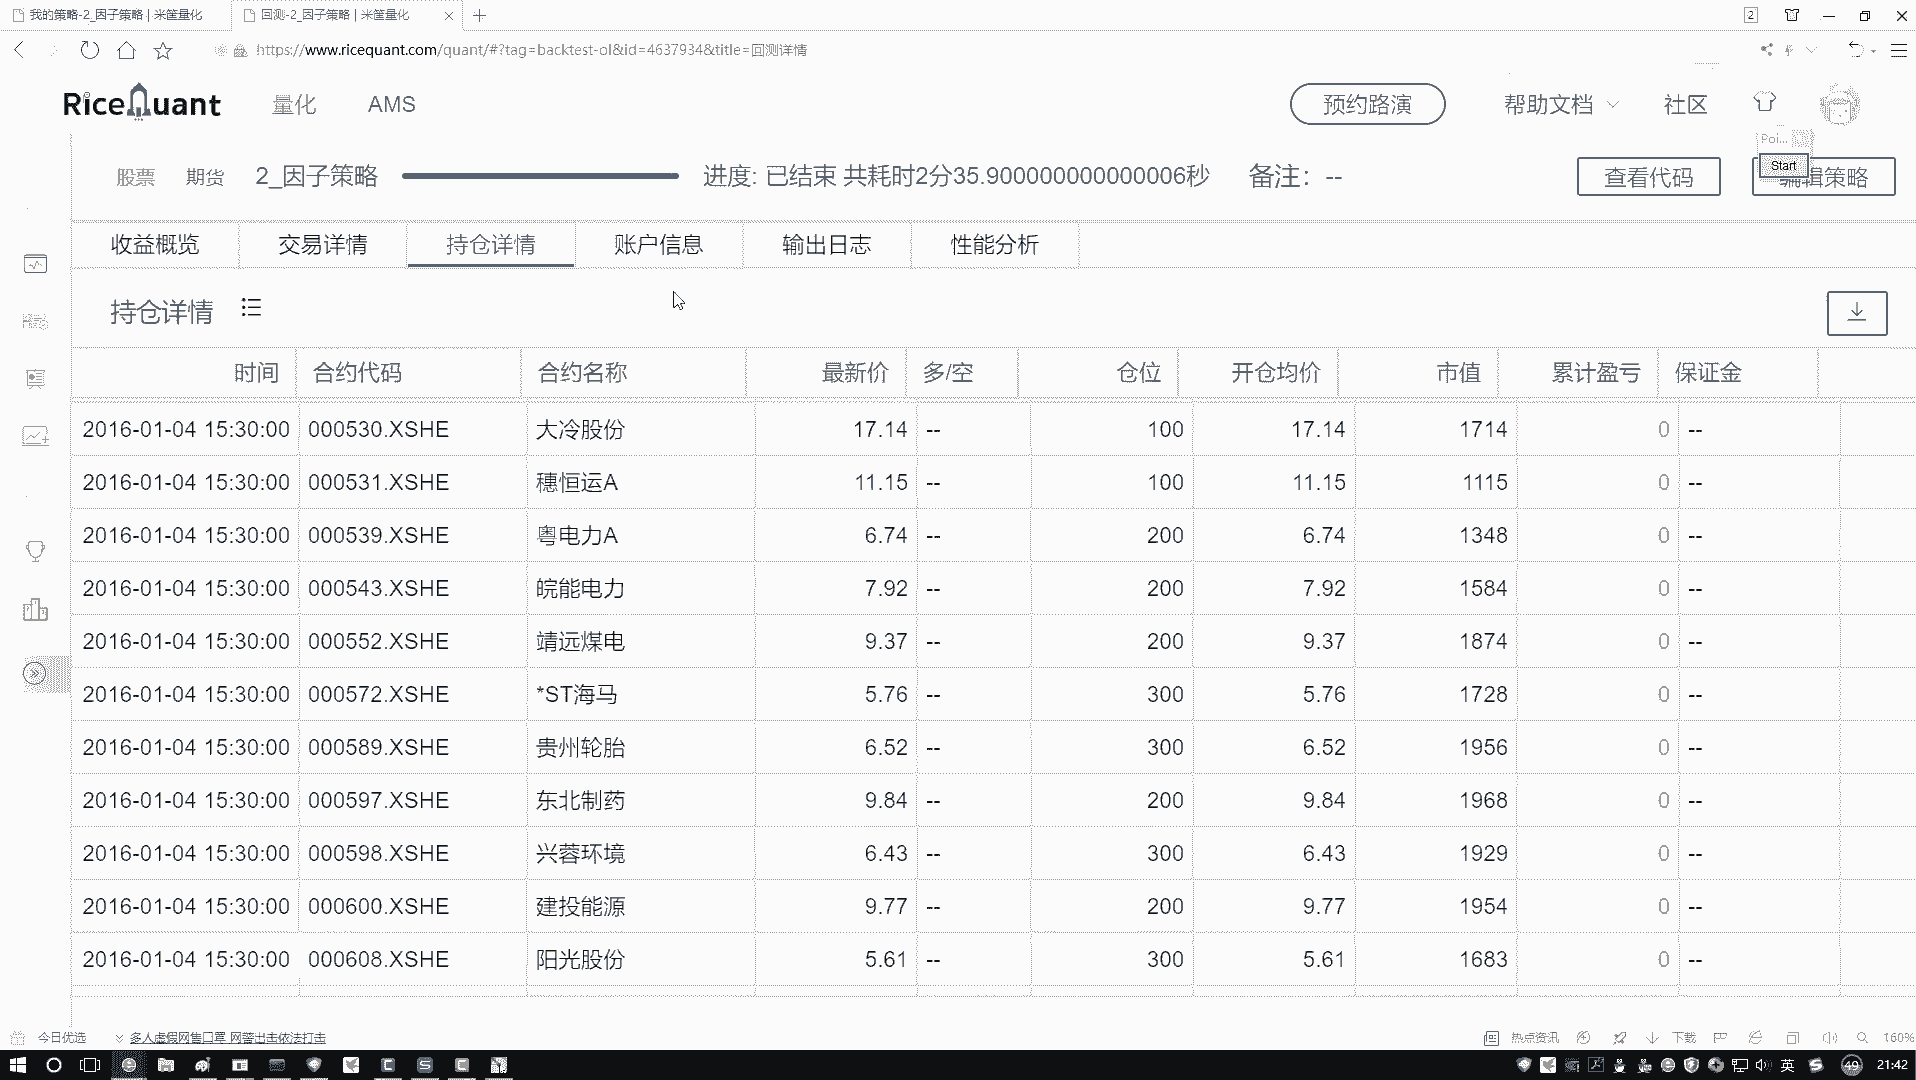 我的策略-2_因子策略 | 米筐量化
回测-2_因子策略 | 米筐量化
2
https://www.ricequant.com/quant/#?tag=backtest-ol&id=4637934&title=回测详情
RiceQuant
量化
AMS
预约路演
帮助文档
社区
Poi...
Start
股票
期货
2_因子策略
进度: 已结束 共耗时2分35.900000000000006秒
备注: --
查看代码
编辑策略
收益概览 交易详情 持仓详情 账户信息 输出日志 性能分析
持仓详情
时间 合约代码 合约名称 最新价 多/空 仓位 开仓均价 市值 累计盈亏 保证金
2016-01-04 15:30:00 000530.XSHE 大冷股份 17.14 -- 100 17.14 1714 0 --
2016-01-04 15:30:00 000531.XSHE 穗恒运A 11.15 -- 100 11.15 1115 0 --
2016-01-04 15:30:00 000539.XSHE 粤电力A 6.74 -- 200 6.74 1348 0 --
2016-01-04 15:30:00 000543.XSHE 皖能电力 7.92 -- 200 7.92 1584 0 --
2016-01-04 15:30:00 000552.XSHE 靖远煤电 9.37 -- 200 9.37 1874 0 --
2016-01-04 15:30:00 000572.XSHE *ST海马 5.76 -- 300 5.76 1728 0 --
2016-01-04 15:30:00 000589.XSHE 贵州轮胎 6.52 -- 300 6.52 1956 0 --
2016-01-04 15:30:00 000597.XSHE 东北制药 9.84 -- 200 9.84 1968 0 --
2016-01-04 15:30:00 000598.XSHE 兴蓉环境 6.43 -- 300 6.43 1929 0 --
2016-01-04 15:30:00 000600.XSHE 建投能源 9.77 -- 200 9.77 1954 0 --
2016-01-04 15:30:00 000608.XSHE 阳光股份 5.61 -- 300 5.61 1683 0 --
今日优选
多人虚假网售口罩 网警出击依法打击
热点资讯
下载
160%
英
49
21:42